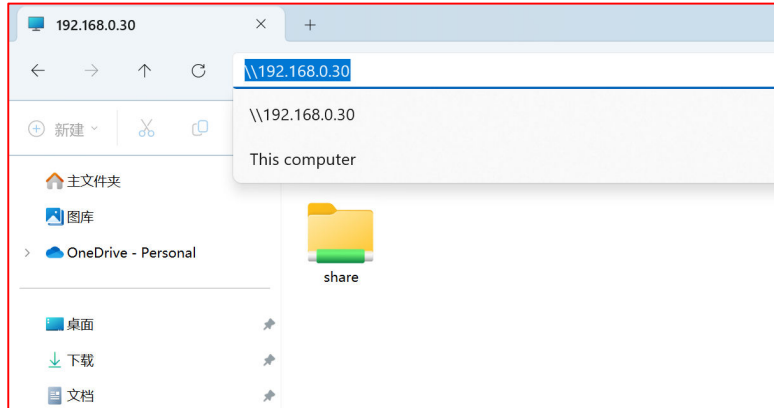 192.168.0.30
\\192.168.0.30
新建
\\192.168.0.30
This computer
主文件夹
图库
OneDrive - Personal
share
桌面
下载
文档